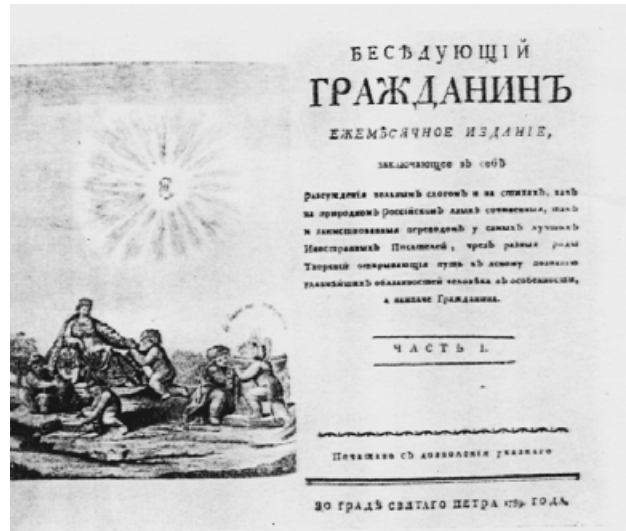 БЕСѢДУЮЩІЙ
ГРАЖДАНИНЪ
ЕЖЕМѢСЯЧНОЕ ИЗДАНІЕ,
заключающее въ себѣ
разсужденія вольнымъ слогомъ и на стихахъ, какъ
на природномъ Россійскомъ языкѣ сочиненныя, такъ
и заимствованныя переводомъ у самыхъ лучшихъ
Иностранныхъ Писателей, чрезъ разные роды
Твореній открывающія путь къ ясному познанію
главнѣйшихъ обязанностей человѣка въ особенности,
а наипаче Гражданина.
ЧАСТЬ I.
Печатано съ дозволенія указнаго
ВО ГРАДѢ СВЯТАГО ПЕТРА 1789. ГОДА.